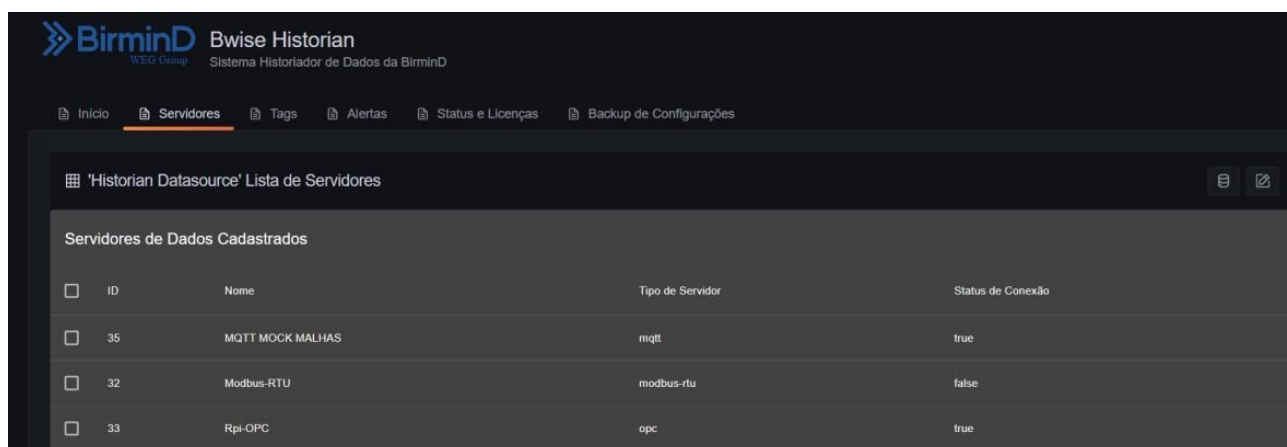 BirminD
WEG Group
Bwise Historian
Sistema Historiador de Dados da BirminD
Início Servidores Tags Alertas Status e Licenças Backup de Configurações
'Historian Datasource' Lista de Servidores
Servidores de Dados Cadastrados
ID Nome Tipo de Servidor Status de Conexão
35 MQTT MOCK MALHAS mqtt true
32 Modbus-RTU modbus-rtu false
33 Rpi-OPC opc true